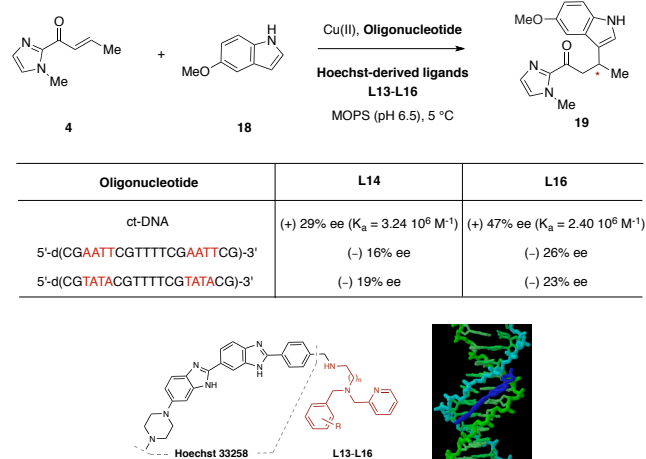 O
N
N
Me
Me
4
+
MeO
N
H
18
Cu(II), Oligonucleotide
Hoechst-derived ligands
L13-L16
MOPS (pH 6.5), 5 °C
MeO
NH
O
N
N
Me
Me
*
19
Oligonucleotide L14 L16
ct-DNA (+) 29% ee (Ka = 3.24 10⁶ M⁻¹) (+) 47% ee (Ka = 2.40 10⁶ M⁻¹)
5'-d(CGAATTCGTTTTCGAATTCG)-3' (−) 16% ee (−) 26% ee
5'-d(CGTATACGTTTTCGTATACG)-3' (−) 19% ee (−) 23% ee
N
N
H
N
NH
N
N
HN
n
N
N
R
Hoechst 33258 L13-L16